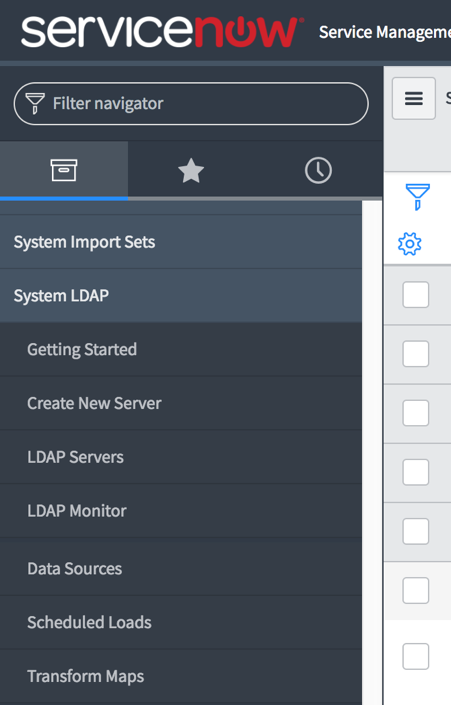 servicenow® Service Manageme
Filter navigator
System Import Sets
System LDAP
Getting Started
Create New Server
LDAP Servers
LDAP Monitor
Data Sources
Scheduled Loads
Transform Maps